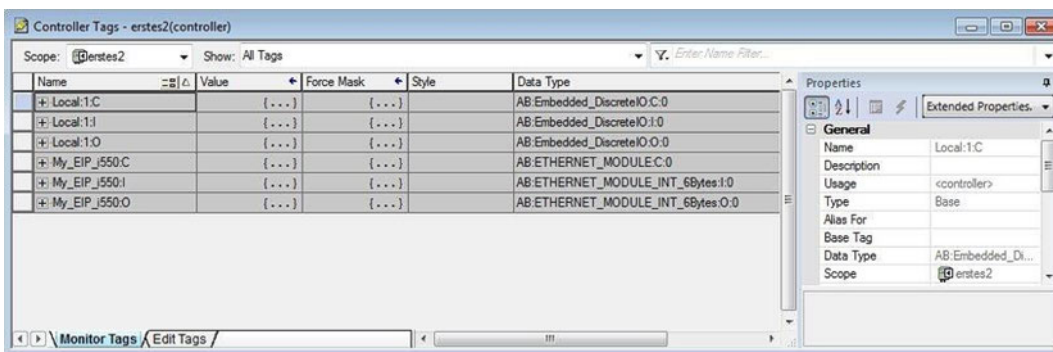 Controller Tags - erstes2(controller)
Scope: erstes2 Show: All Tags Enter Name Filter...
Name Value Force Mask Style Data Type
Local:1:C {...} {...} AB:Embedded_DiscreteIO:C:0
Local:1:I {...} {...} AB:Embedded_DiscreteIO:I:0
Local:1:O {...} {...} AB:Embedded_DiscreteIO:O:0
My_EIP_i550:C {...} {...} AB:ETHERNET_MODULE:C:0
My_EIP_i550:I {...} {...} AB:ETHERNET_MODULE_INT_6Bytes:I:0
My_EIP_i550:O {...} {...} AB:ETHERNET_MODULE_INT_6Bytes:O:0
Monitor Tags Edit Tags
Properties
Extended Properties.
General
Name Local:1:C
Description
Usage <controller>
Type Base
Alias For
Base Tag
Data Type AB:Embedded_Di...
Scope erstes2